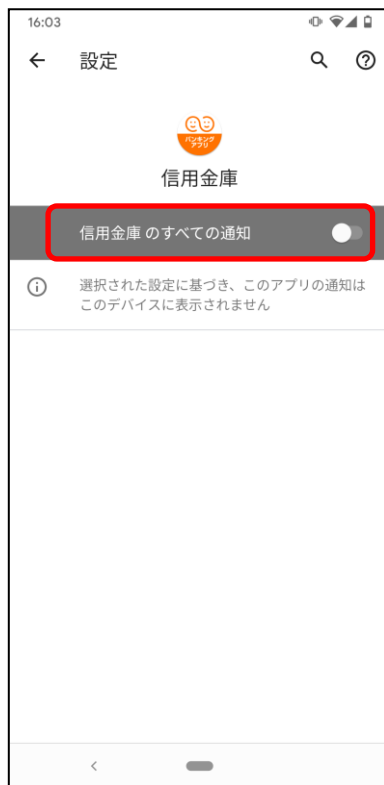 16:03
設定
バンキング
アプリ
信用金庫
信用金庫 のすべての通知
選択された設定に基づき、このアプリの通知は
このデバイスに表示されません